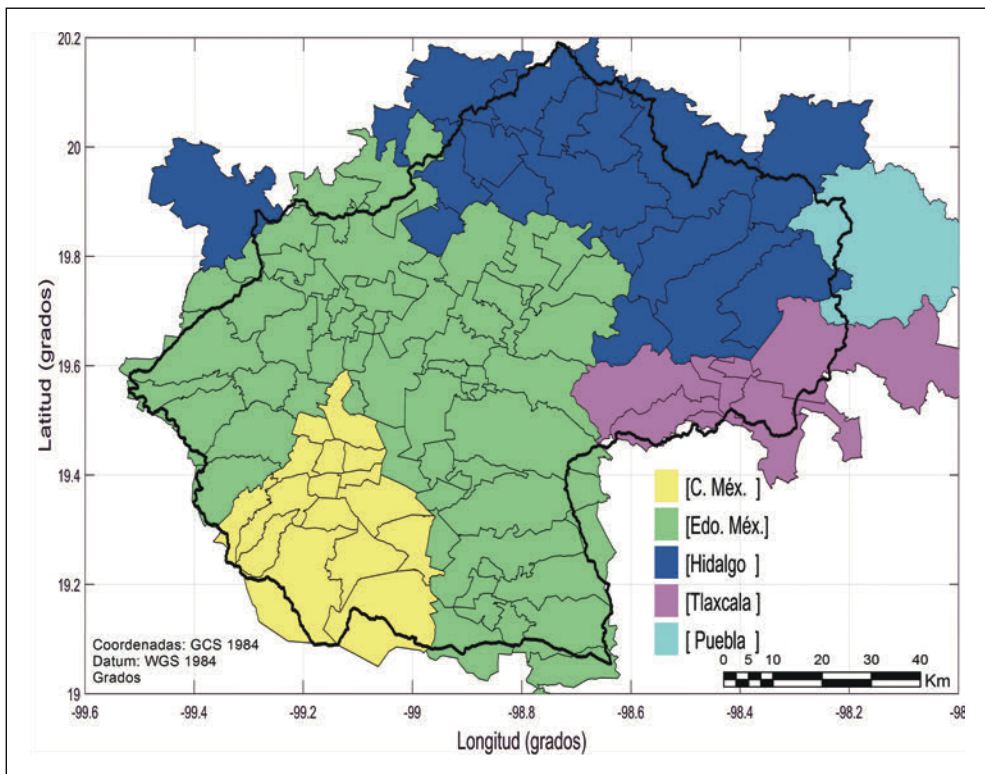 20.2
20
19.8
19.6
19.4
19.2
19
Latitud (grados)
[C. Méx. ]
[Edo. Méx.]
[Hidalgo ]
[Tlaxcala ]
[ Puebla ]
Coordenadas: GCS 1984
Datum: WGS 1984
Grados
0 5 10 20 30 40
Km
-99.6 -99.4 -99.2 -99 -98.8 -98.6 -98.4 -98.2 -98
Longitud (grados)